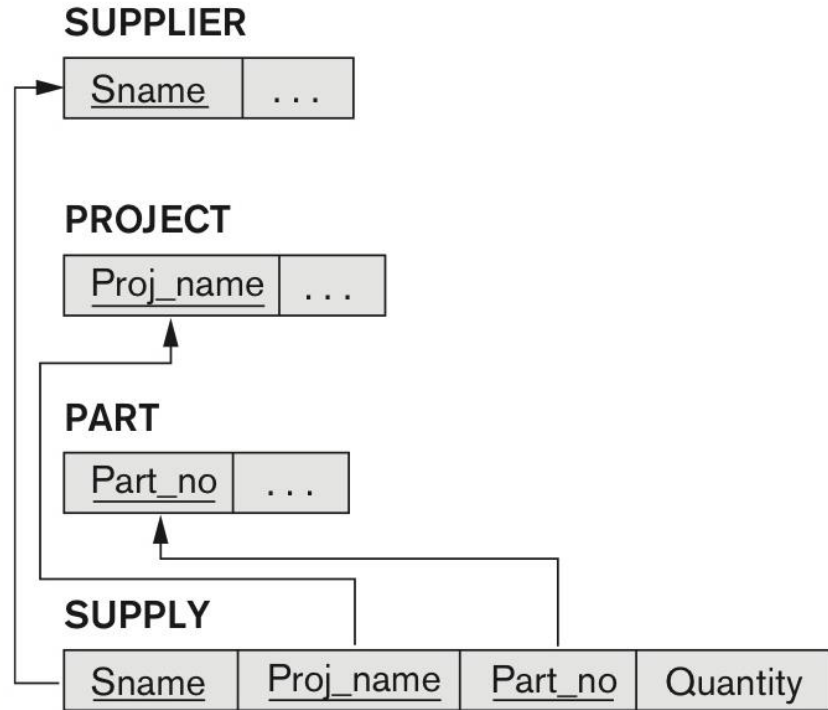 SUPPLIER
Sname ...
PROJECT
Proj_name ...
PART
Part_no ...
SUPPLY
Sname Proj_name Part_no Quantity